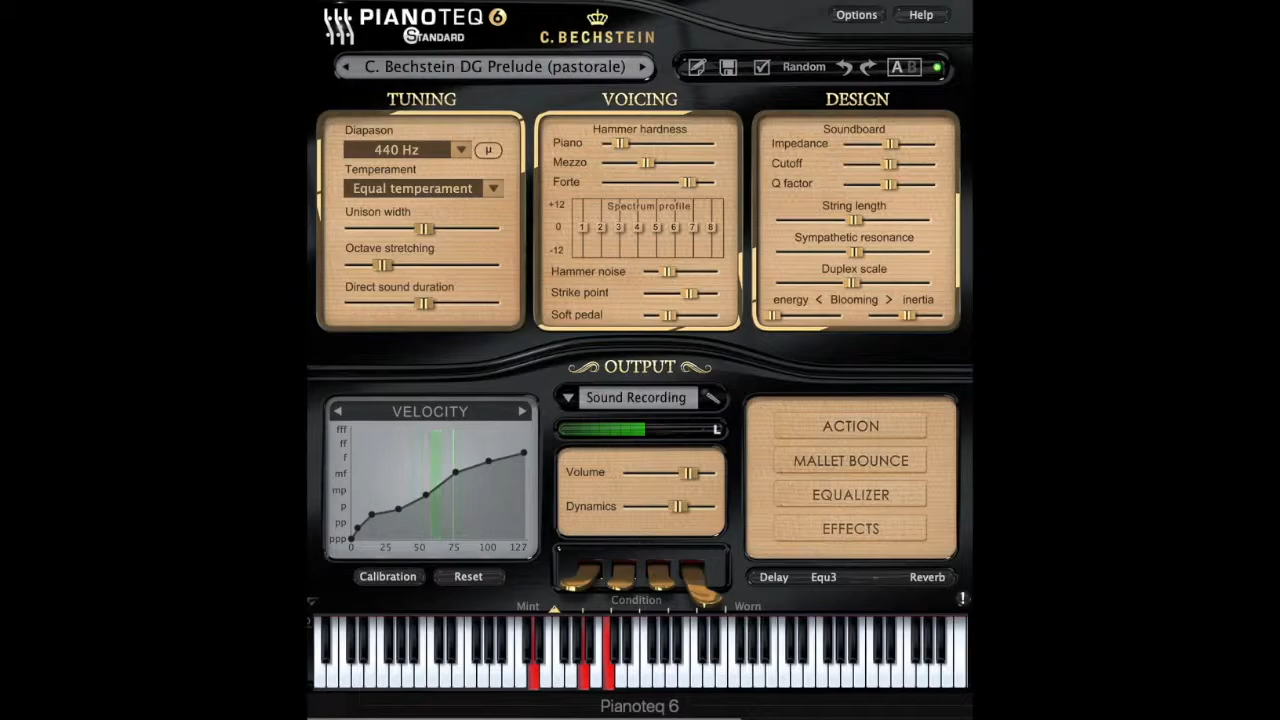 PIANOTEQ 6
STANDARD
C. BECHSTEIN
Options
Help
C. Bechstein DG Prelude (pastorale)
Random
A B
TUNING
Diapason
440 Hz
μ
Temperament
Equal temperament
Unison width
Octave stretching
Direct sound duration
VOICING
Hammer hardness
Piano
Mezzo
Forte
Spectrum profile
+12
0
-12
1 2 3 4 5 6 7 8
Hammer noise
Strike point
Soft pedal
DESIGN
Soundboard
Impedance
Cutoff
Q factor
String length
Sympathetic resonance
Duplex scale
energy < Blooming > inertia
OUTPUT
VELOCITY
fff
ff
f
mf
mp
p
pp
ppp
0 25 50 75 100 127
Calibration
Reset
Sound Recording
L
Volume
Dynamics
ACTION
MALLET BOUNCE
EQUALIZER
EFFECTS
Delay
Equ3
-
Reverb
Mint
Condition
Worn
!
Pianoteq 6